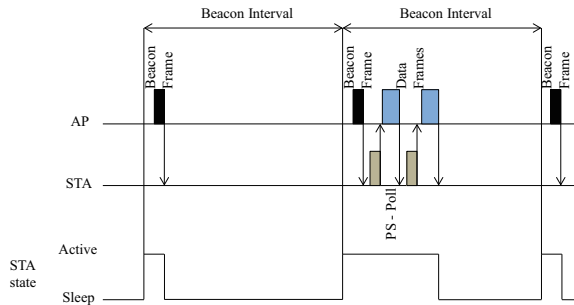 Beacon Interval
Beacon Interval
Beacon
Frame
Beacon
Frame
Data
Frames
Beacon
Frame
AP
STA
PS - Poll
Active
STA
state
Sleep